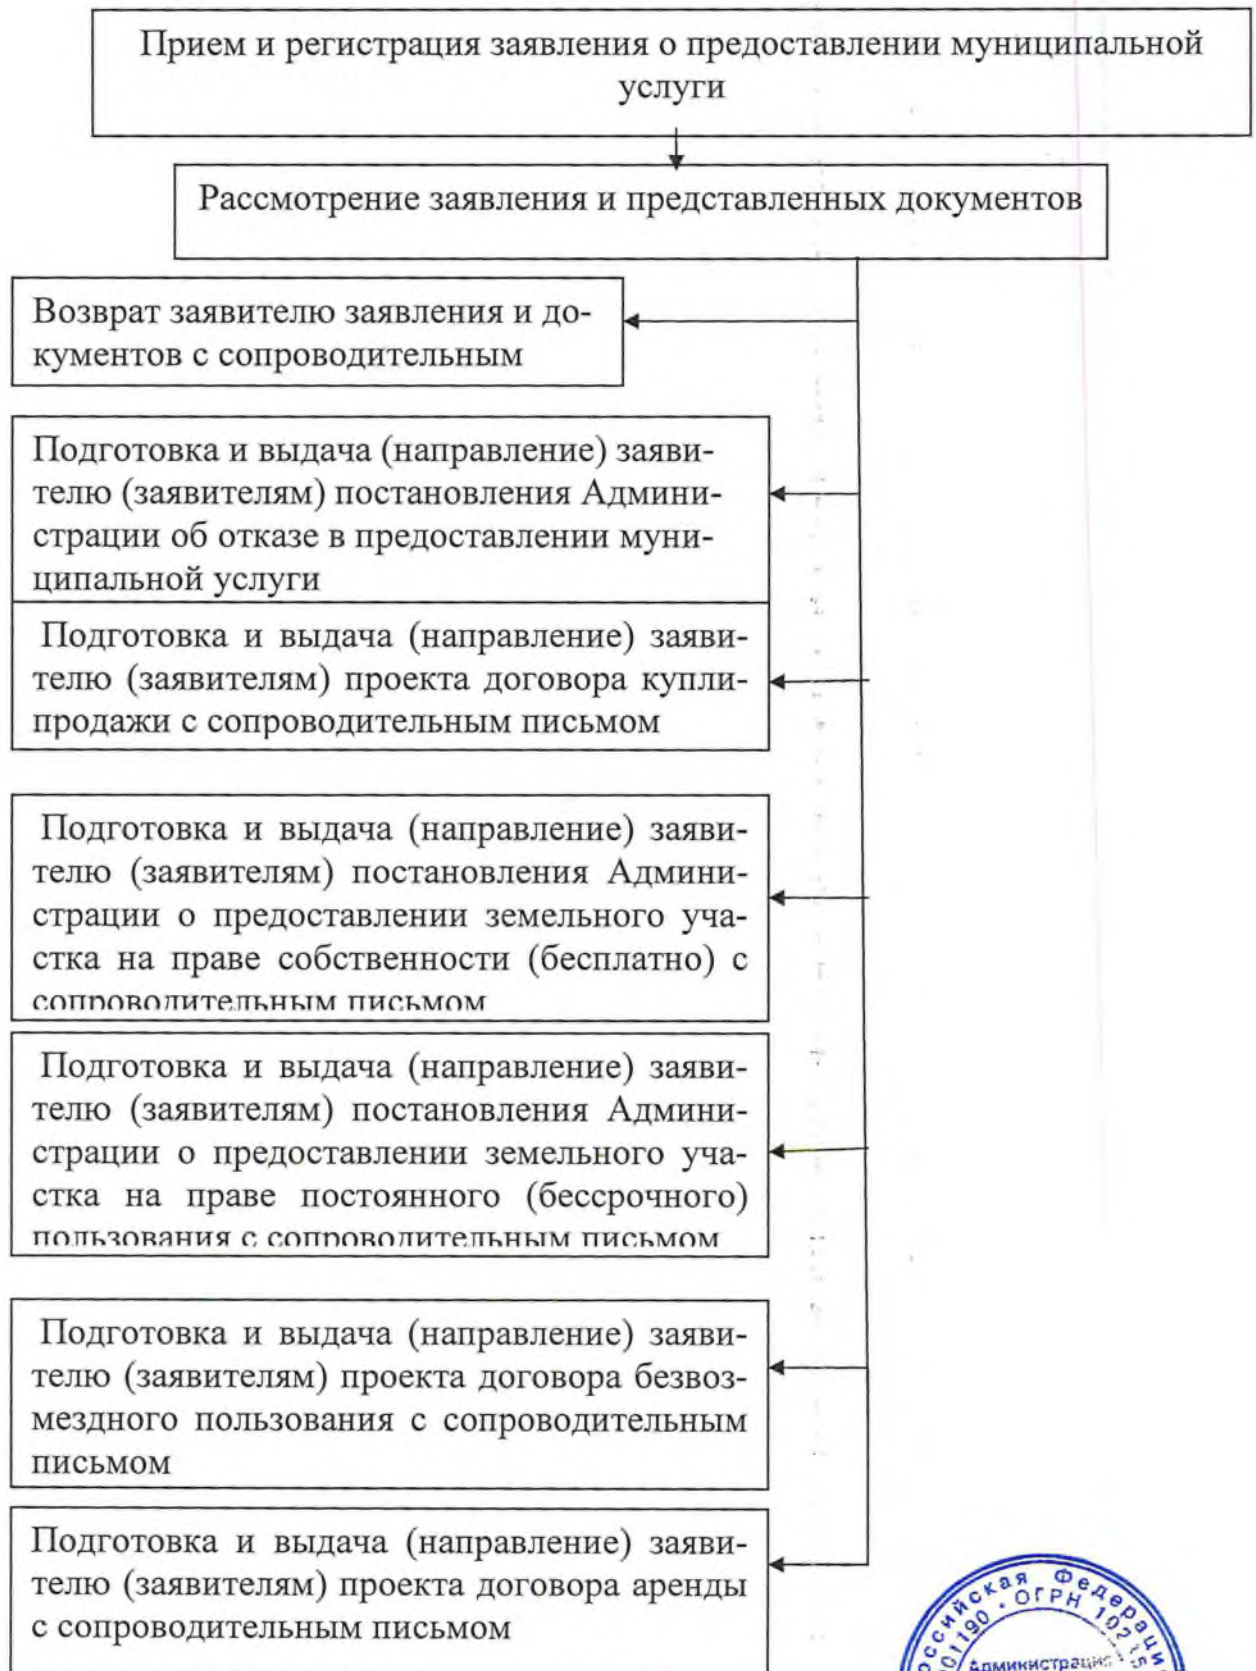 Прием и регистрация заявления о предоставлении муниципальной
услуги
Рассмотрение заявления и представленных документов
Возврат заявителю заявления и до-
кументов с сопроводительным
Подготовка и выдача (направление) заяви-
телю (заявителям) постановления Админи-
страции об отказе в предоставлении муни-
ципальной услуги
Подготовка и выдача (направление) заяви-
телю (заявителям) проекта договора купли-
продажи с сопроводительным письмом
Подготовка и выдача (направление) заяви-
телю (заявителям) постановления Админи-
страции о предоставлении земельного уча-
стка на праве собственности (бесплатно) с
сопроводительным письмом
Подготовка и выдача (направление) заяви-
телю (заявителям) постановления Админи-
страции о предоставлении земельного уча-
стка на праве постоянного (бессрочного)
пользования с сопроводительным письмом
Подготовка и выдача (направление) заяви-
телю (заявителям) проекта договора безвоз-
мездного пользования с сопроводительным
письмом
Подготовка и выдача (направление) заяви-
телю (заявителям) проекта договора аренды
с сопроводительным письмом
ОГРН
Администрация